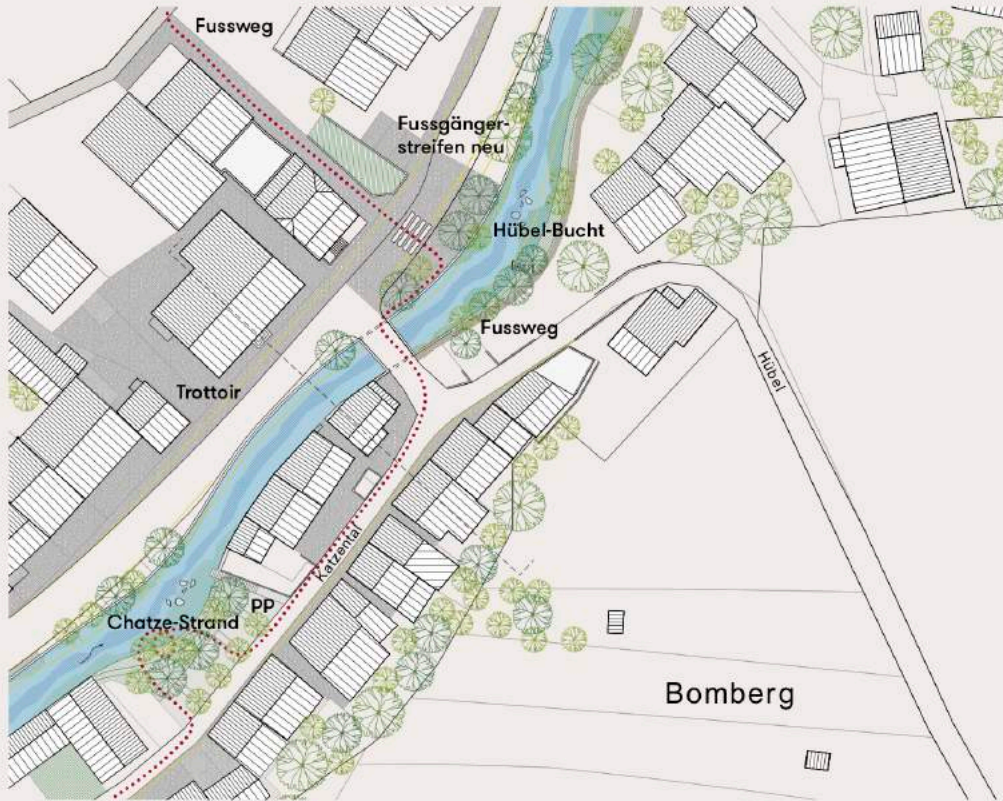 Fussweg
Fussgänger-
streifen neu
Hübel-Bucht
Fussweg
Hübel
Trottoir
Katzental
PP
Chatze-Strand
Bomberg